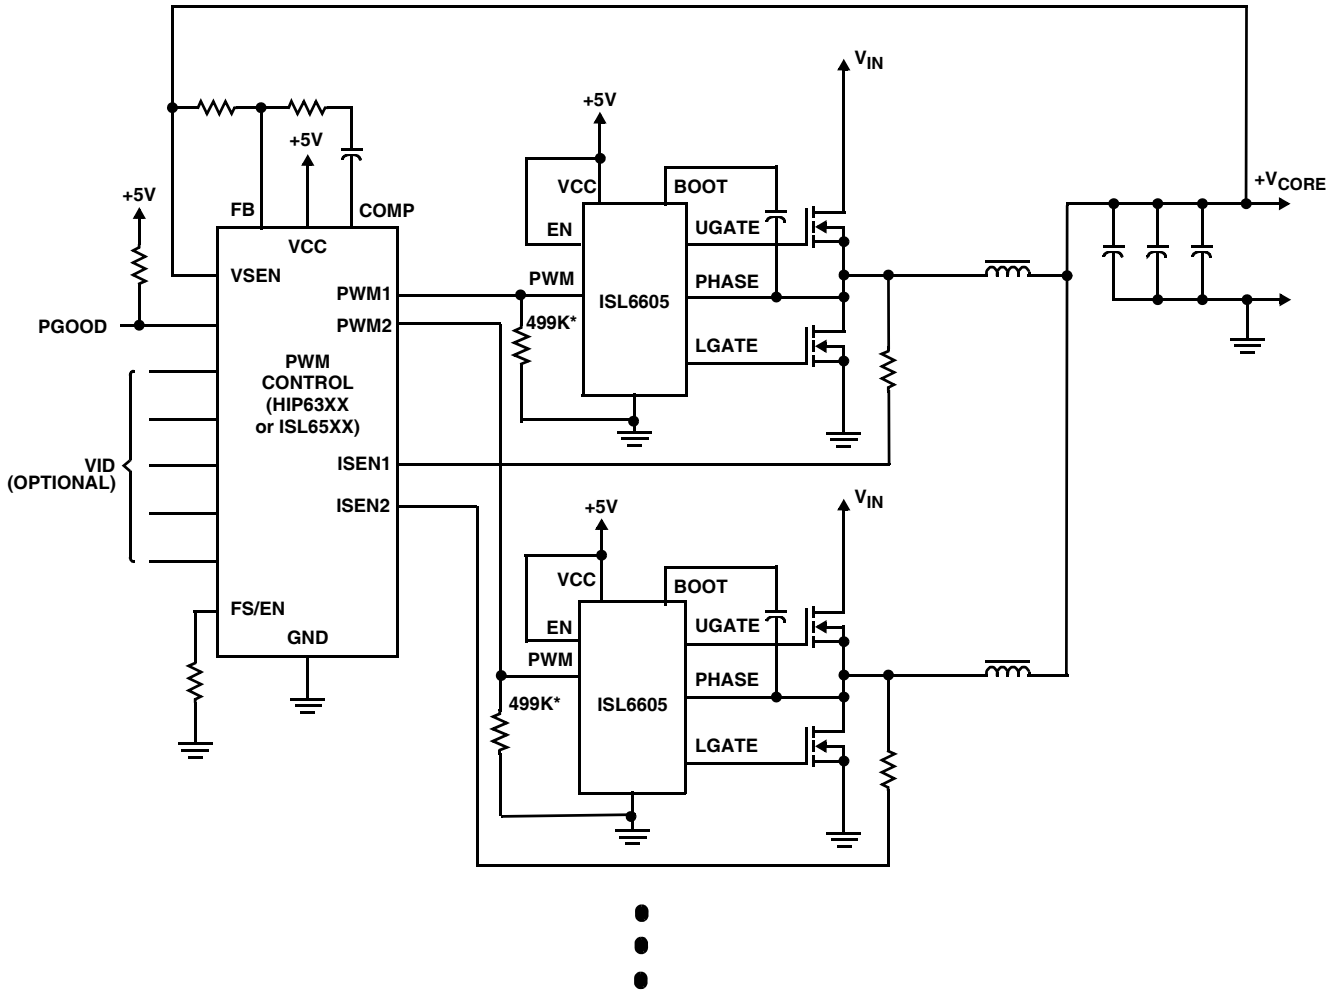 V_IN
+5V
+5V
+5V
FB
COMP
VCC
VSEN
PGOOD
PWM1
PWM2
PWM
CONTROL
(HIP63XX
or ISL65XX)
VID
(OPTIONAL)
ISEN1
ISEN2
FS/EN
GND
VCC
BOOT
EN
UGATE
PWM
PHASE
ISL6605
499K*
LGATE
+V_CORE
V_IN
+5V
VCC
BOOT
EN
UGATE
PWM
PHASE
499K*
ISL6605
LGATE